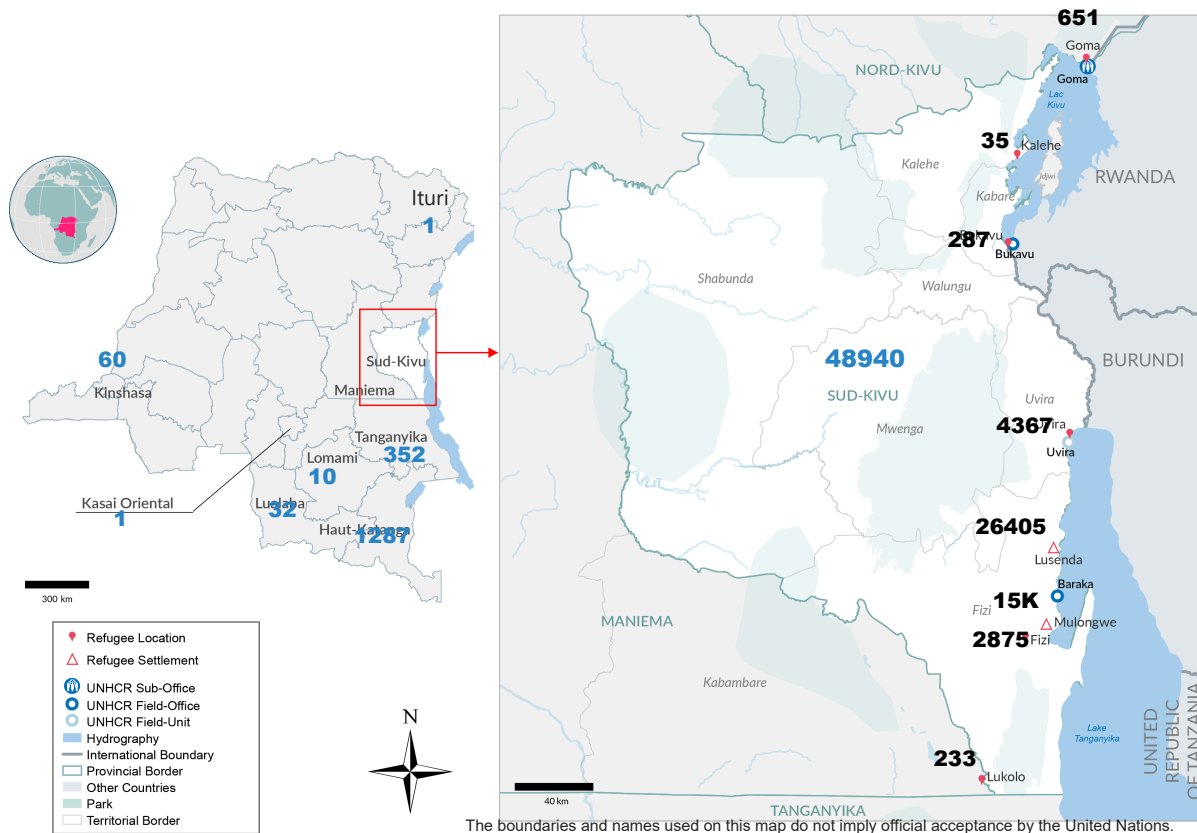 Ituri
1
60
Kinshasa
Sud-Kivu
Maniema
Tanganyika
352
Lomami
10
Kasai Oriental
1
Lualaba
32
Haut-Katanga
1287
300 km
Refugee Location
Refugee Settlement
UNHCR Sub-Office
UNHCR Field-Office
UNHCR Field-Unit
Hydrography
International Boundary
Provincial Border
Other Countries
Park
Territorial Border
N
651
Goma
Goma
NORD-KIVU
Lac
Kivu
35
Kalehe
Kalehe
Idjwi
RWANDA
Kabare
287
Bukavu
Bukavu
Shabunda
Walungu
48940
BURUNDI
SUD-KIVU
Uvira
Mwenga
4367
Uvira
Uvira
26405
Lusenda
Baraka
15K
Fizi
Mulongwe
2875
Fizi
MANIEMA
Kabambare
Lake
Tanganyika
UNITED
REPUBLIC
OF TANZANIA
233
Lukolo
40 km
TANGANYIKA
The boundaries and names used on this map do not imply official acceptance by the United Nations.